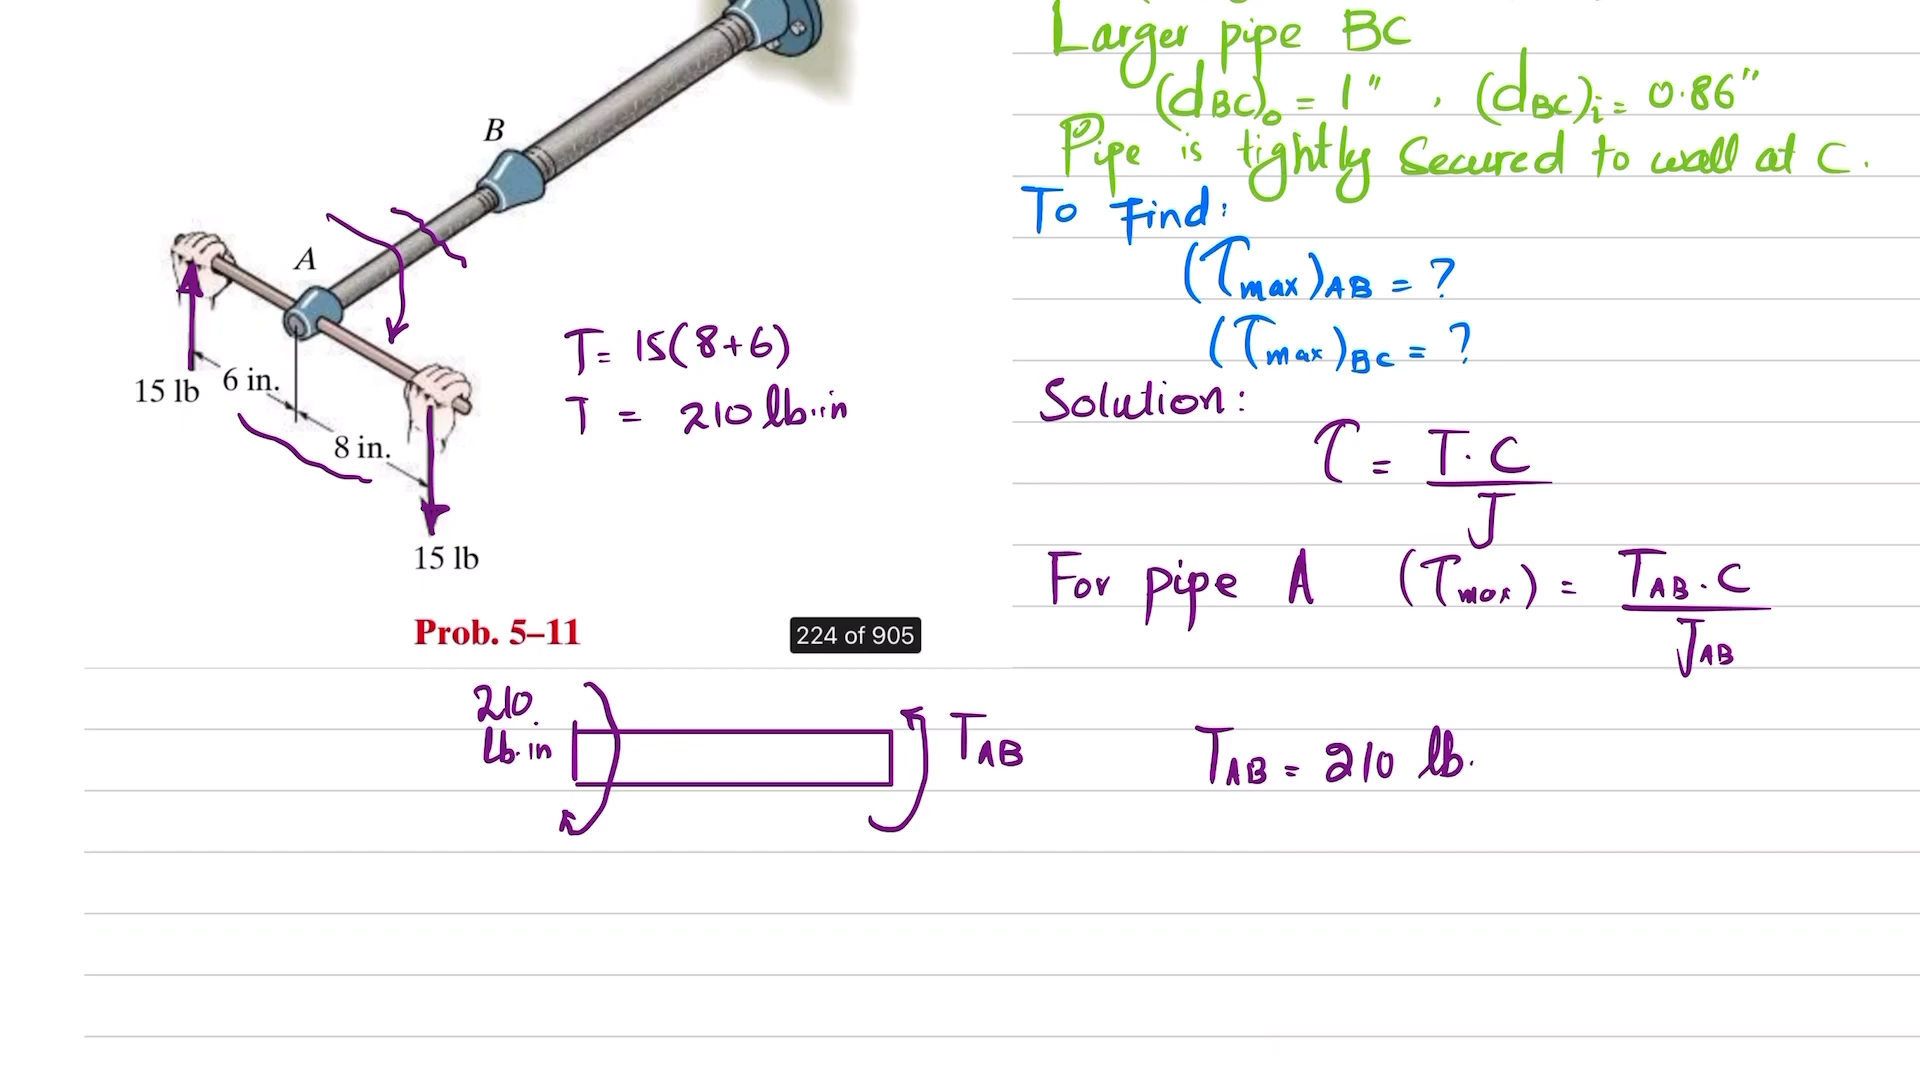 B
A
15 lb
6 in.
8 in.
15 lb
T = 15(8+6)
T = 210 lb.in
Prob. 5–11
224 of 905
210
lb.in
TAB
Larger pipe BC
(dBC)o = 1" , (dBC)i = 0.86"
Pipe is tightly Secured to wall at C.
To Find:
(τmax)AB = ?
(τmax)BC = ?
Solution:
τ = T.C
J
For pipe A (τmax) = TAB.C
JAB
TAB = 210 lb.